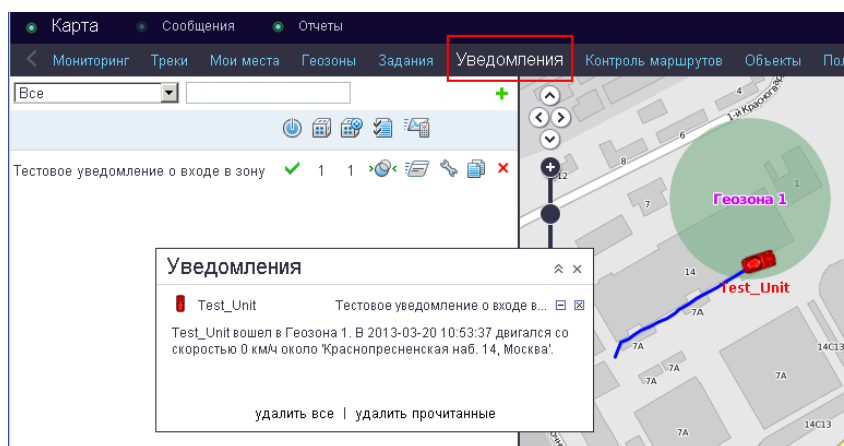 Карта Сообщения Отчеты
Мониторинг Треки Мои места Геозоны Задания Уведомления Контроль маршрутов Объекты Пол
Все
Тестовое уведомление о входе в зону 1 1
Уведомления
Test_Unit Тестовое уведомление о входе в...
Test_Unit вошел в Геозона 1. В 2013-03-20 10:53:37 двигался со
скоростью 0 км/ч около 'Краснопресненская наб. 14, Москва'.
удалить все | удалить прочитанные
4
6
8
12
7
1
Геозона 1
14
Test_Unit
7А
7А
14С13
7А
7А
7А
14С13
7А